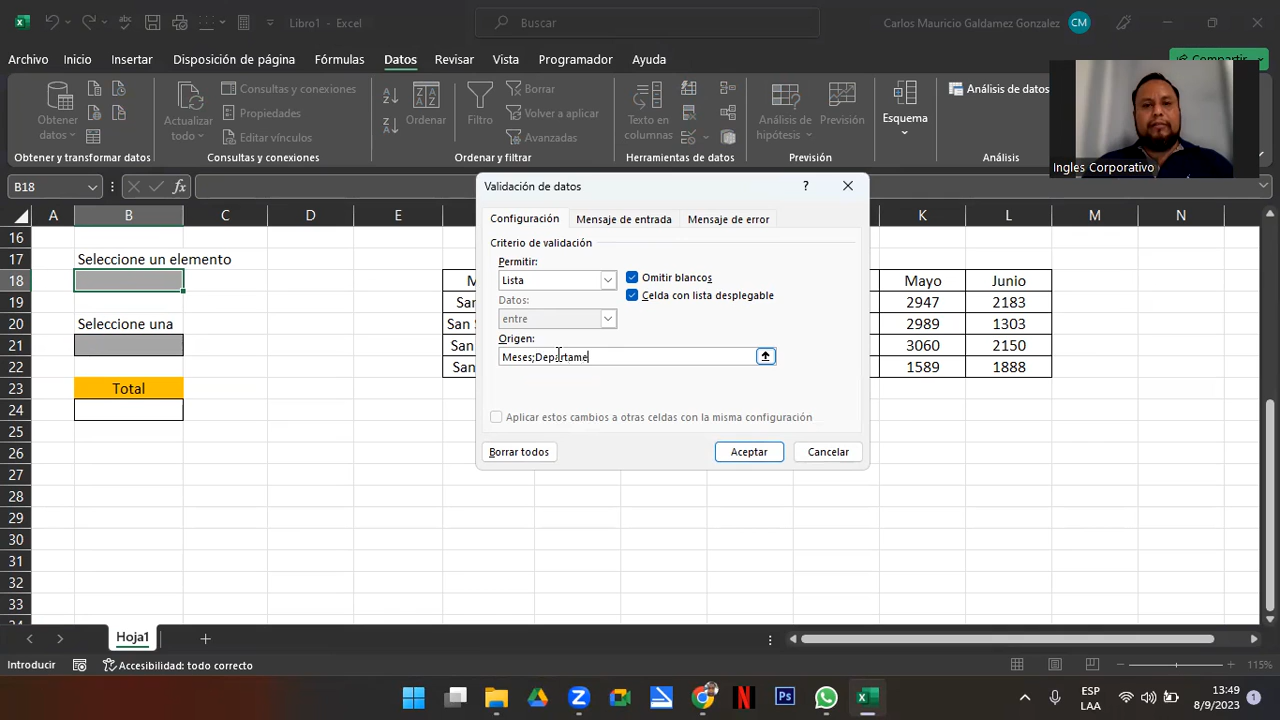 Libro1 - Excel
Buscar
Carlos Mauricio Galdamez Gonzalez
CM
Archivo Inicio Insertar Disposición de página Fórmulas Datos Revisar Vista Programador Ayuda
Compartir
Obtener datos
Actualizar todo
Consultas y conexiones
Propiedades
Editar vínculos
Ordenar
Filtro
Borrar
Volver a aplicar
Avanzadas
Texto en columnas
Análisis de hipótesis
Previsión
Esquema
Análisis de datos
Obtener y transformar datos
Consultas y conexiones
Ordenar y filtrar
Herramientas de datos
Previsión
Análisis
Ingles Corporativo
B18
fx
A B C D E K L M N
16
17 Seleccione un elemento
18 Mayo Junio
19 2947 2183
20 Seleccione una 2989 1303
21 3060 2150
22 1589 1888
23 Total
24
25
26
27
28
29
30
31
32
33
Validación de datos
?
Configuración Mensaje de entrada Mensaje de error
Criterio de validación
Permitir:
Lista
Omitir blancos
Celda con lista desplegable
Datos:
entre
Origen:
Meses;Departame
Aplicar estos cambios a otras celdas con la misma configuración
Borrar todos Aceptar Cancelar
Hoja1
Introducir
Accesibilidad: todo correcto
115%
ESP
LAA
13:49
8/9/2023
1